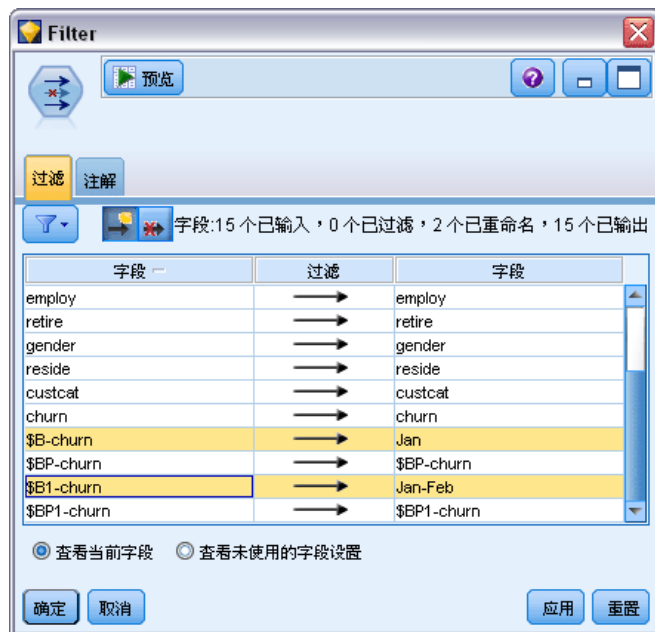 Filter
预览
过滤 注解
字段:15 个已输入，0 个已过滤，2 个已重命名，15 个已输出
字段 过滤 字段
employ employ
retire retire
gender gender
reside reside
custcat custcat
churn churn
$B-churn Jan
$BP-churn $BP-churn
$B1-churn Jan-Feb
$BP1-churn $BP1-churn
查看当前字段 查看未使用的字段设置
确定 取消 应用 重置